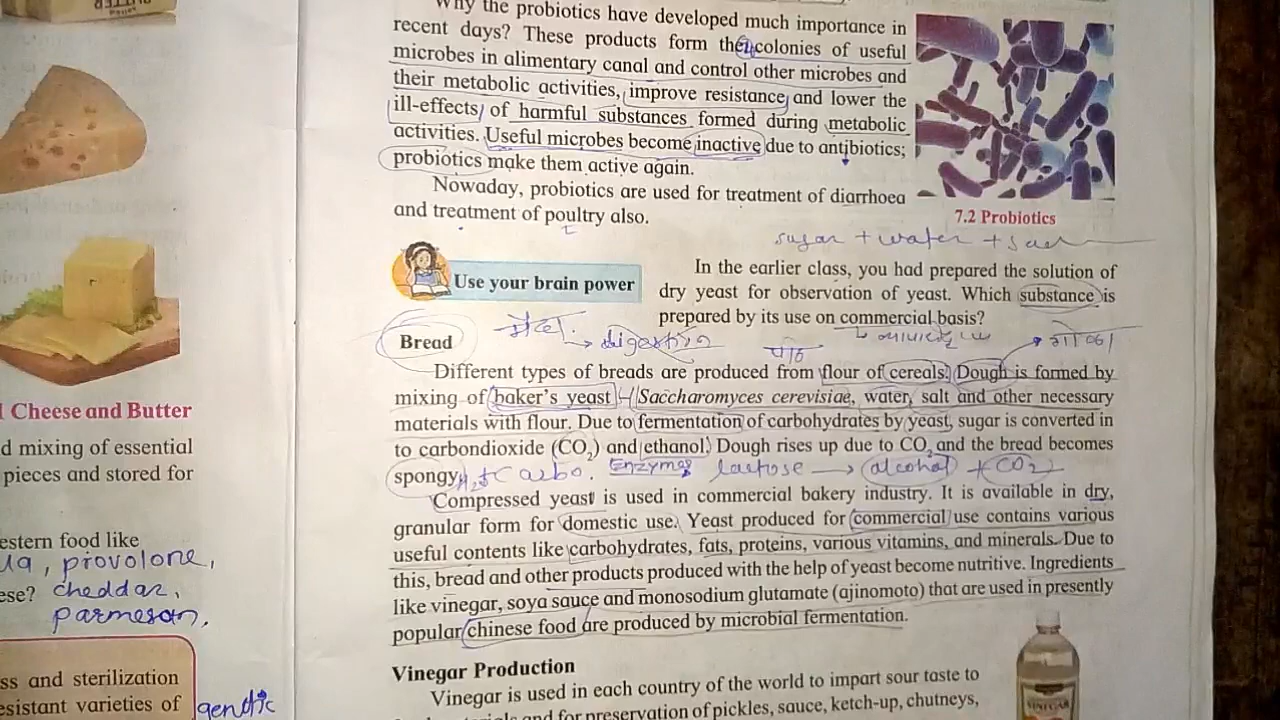 BUTTER
l Cheese and Butter
d mixing of essential
pieces and stored for
estern food like
provolone,
ese? cheddar,
parmesan.
ss and sterilization
esistant varieties of genetic
Why the probiotics have developed much importance in
recent days? These products form the colonies of useful
microbes in alimentary canal and control other microbes and
their metabolic activities, improve resistance and lower the
ill-effects of harmful substances formed during metabolic
activities. Useful microbes become inactive due to antibiotics;
probiotics make them active again.
Nowaday, probiotics are used for treatment of diarrhoea
and treatment of poultry also.
7.2 Probiotics
sugar + water +
Use your brain power
In the earlier class, you had prepared the solution of
dry yeast for observation of yeast. Which substance is
prepared by its use on commercial basis?
Bread
→ digestion
Different types of breads are produced from flour of cereals. Dough is formed by
mixing of baker's yeast - Saccharomyces cerevisiae, water, salt and other necessary
materials with flour. Due to fermentation of carbohydrates by yeast, sugar is converted in
to carbondioxide (CO₂) and ethanol. Dough rises up due to CO₂ and the bread becomes
spongy. Carbo. Enzymes lactose → alcohol + CO2
Compressed yeast is used in commercial bakery industry. It is available in dry,
granular form for domestic use. Yeast produced for commercial use contains various
useful contents like carbohydrates, fats, proteins, various vitamins, and minerals. Due to
this, bread and other products produced with the help of yeast become nutritive. Ingredients
like vinegar, soya sauce and monosodium glutamate (ajinomoto) that are used in presently
popular chinese food are produced by microbial fermentation.
Vinegar Production
Vinegar is used in each country of the world to impart sour taste to
and for preservation of pickles, sauce, ketch-up, chutneys,
VINEGAR